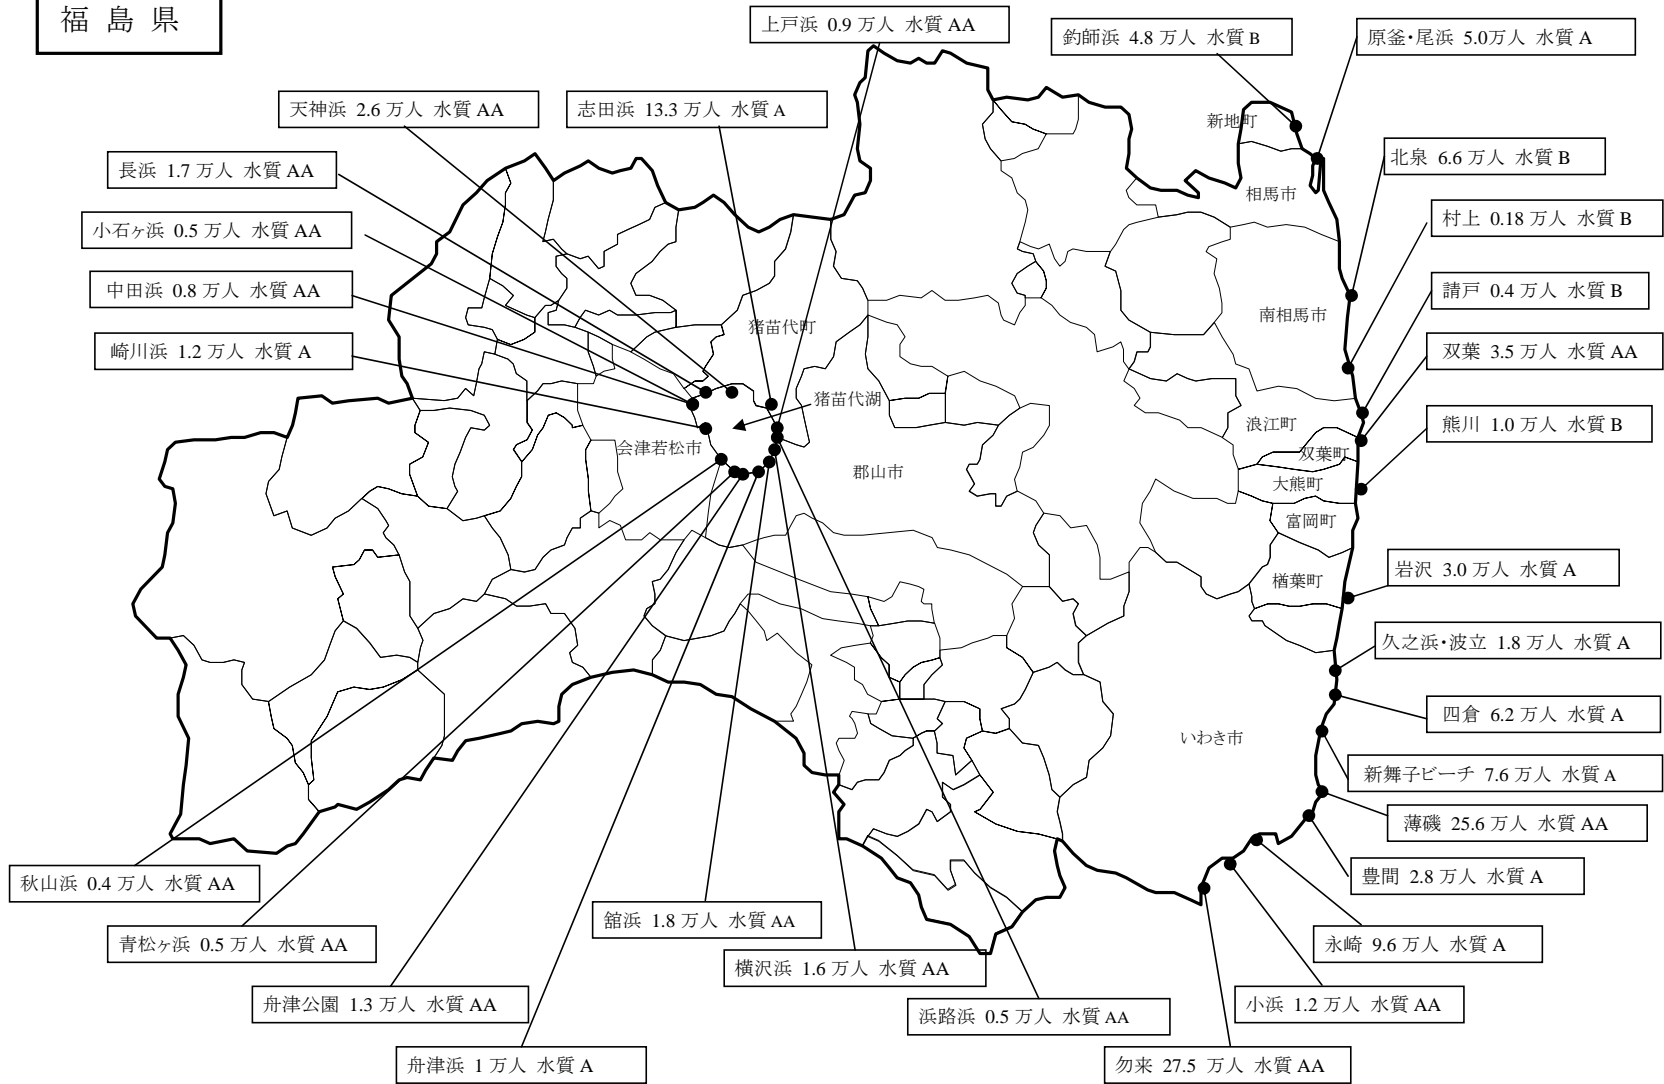 福島県
上戸浜 0.9 万人 水質 AA
釣師浜 4.8 万人 水質 B
原釜・尾浜 5.0万人 水質 A
天神浜 2.6 万人 水質 AA
志田浜 13.3 万人 水質 A
新地町
北泉 6.6 万人 水質 B
長浜 1.7 万人 水質 AA
相馬市
村上 0.18 万人 水質 B
小石ヶ浜 0.5 万人 水質 AA
中田浜 0.8 万人 水質 AA
請戸 0.4 万人 水質 B
南相馬市
猪苗代町
崎川浜 1.2 万人 水質 A
双葉 3.5 万人 水質 AA
猪苗代湖
熊川 1.0 万人 水質 B
浪江町
会津若松市
双葉町
郡山市
大熊町
富岡町
岩沢 3.0 万人 水質 A
楢葉町
久之浜・波立 1.8 万人 水質 A
四倉 6.2 万人 水質 A
いわき市
新舞子ビーチ 7.6 万人 水質 A
薄磯 25.6 万人 水質 AA
秋山浜 0.4 万人 水質 AA
豊間 2.8 万人 水質 A
舘浜 1.8 万人 水質 AA
青松ヶ浜 0.5 万人 水質 AA
永崎 9.6 万人 水質 A
横沢浜 1.6 万人 水質 AA
舟津公園 1.3 万人 水質 AA
小浜 1.2 万人 水質 AA
浜路浜 0.5 万人 水質 AA
舟津浜 1 万人 水質 A
勿来 27.5 万人 水質 AA